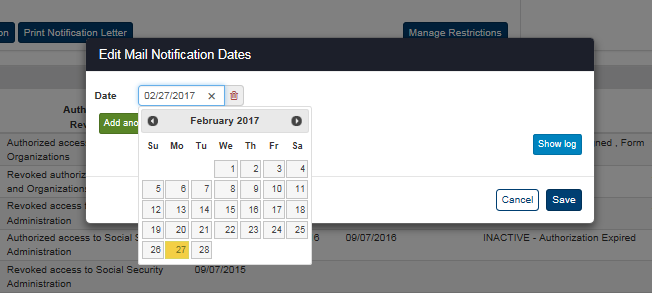 on Print Notification Letter Manage Restrictions
Edit Mail Notification Dates
Date 02/27/2017 ×
Add ano
February 2017
Su Mo Tu We Th Fr Sa
1 2 3 4
5 6 7 8 9 10 11
12 13 14 15 16 17 18
19 20 21 22 23 24 25
26 27 28
Show log
Cancel Save
Auth
Rev
Authorized acces ned , Form
Organizations
Revoked authoriz
and Organizations
Revoked access to
Administration
Authorized access to Social S 6 09/07/2016 INACTIVE - Authorization Expired
Administration
Revoked access to Social Security 09/07/2015
Administration